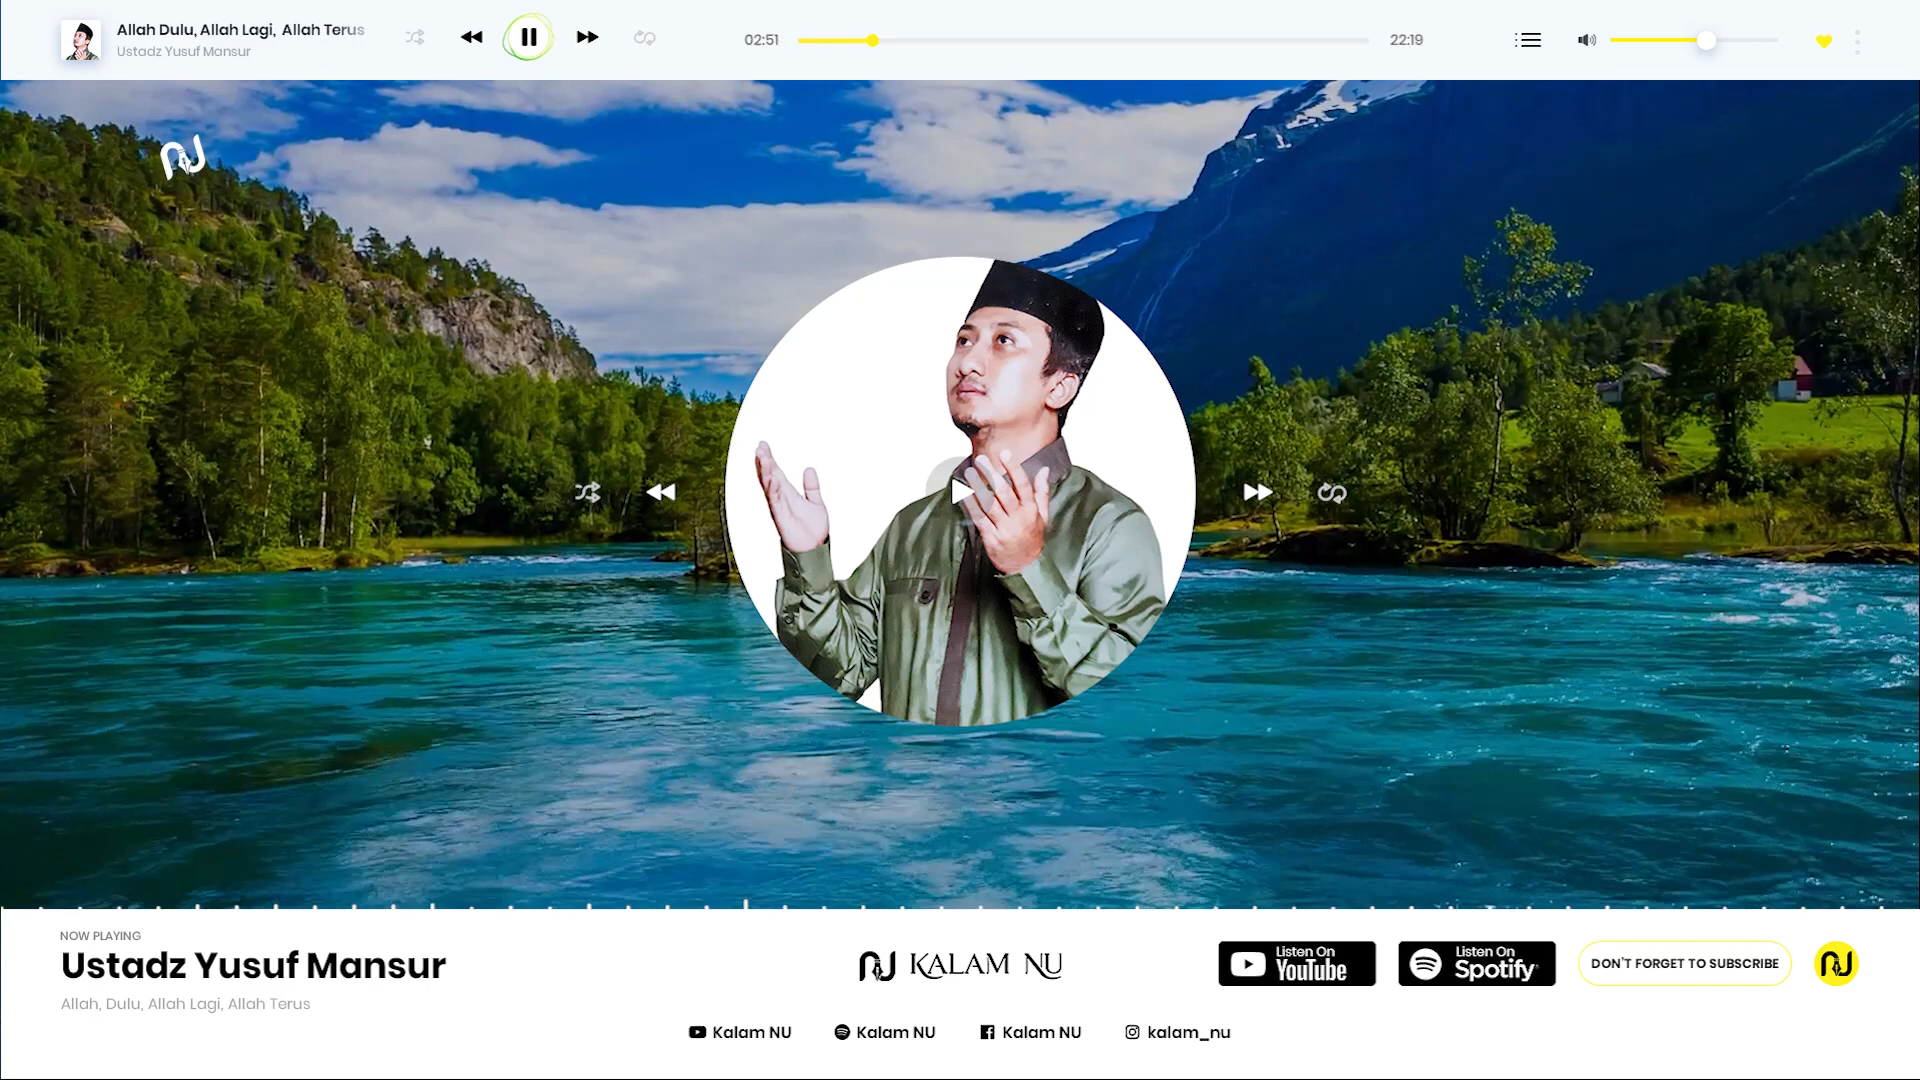 Allah Dulu, Allah Lagi, Allah Terus
Ustadz Yusuf Mansur
02:51
22:19
NOW PLAYING
Ustadz Yusuf Mansur
Allah, Dulu, Allah Lagi, Allah Terus
KALAM NU
Listen On
YouTube
Listen On
Spotify
DON'T FORGET TO SUBSCRIBE
Kalam NU
Kalam NU
Kalam NU
kalam_nu